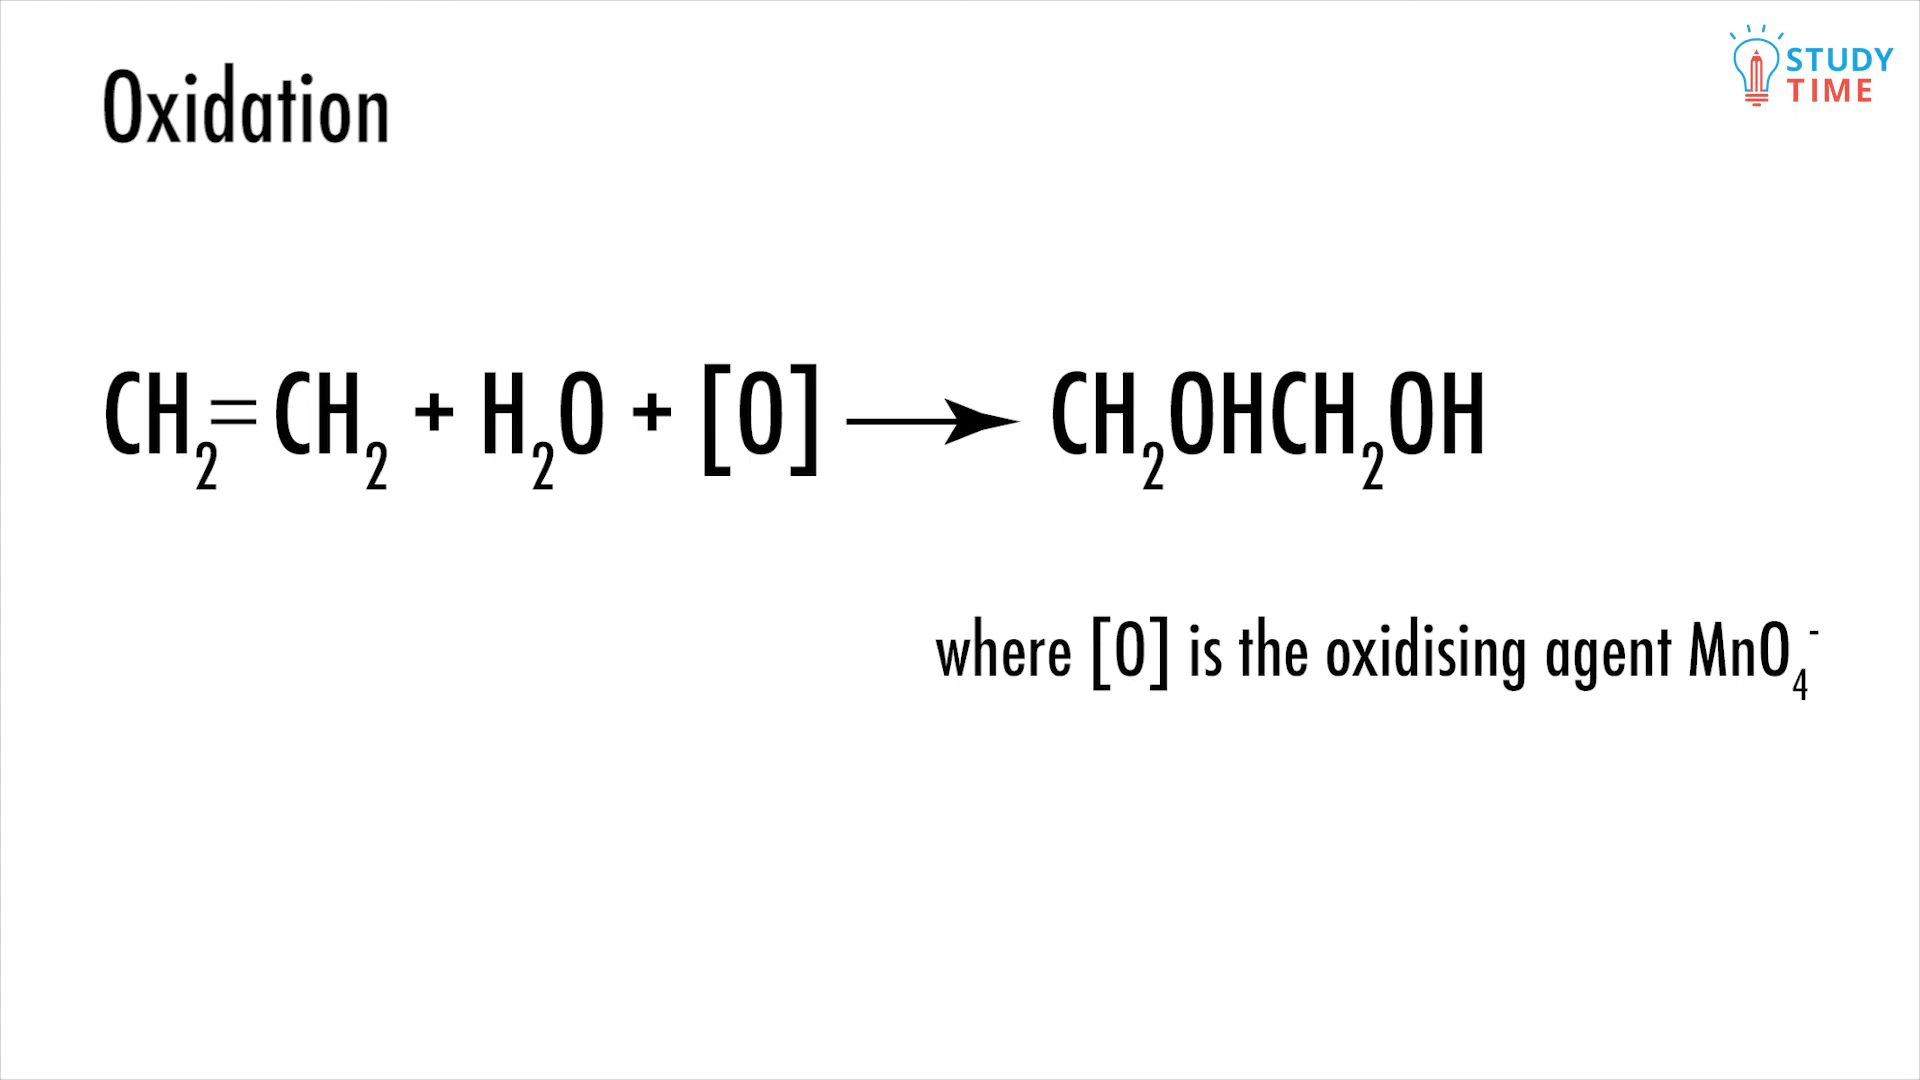 STUDY
TIME
Oxidation
CH₂=CH₂ + H₂O + [O] ⟶ CH₂OHCH₂OH
where [O] is the oxidising agent MnO₄⁻